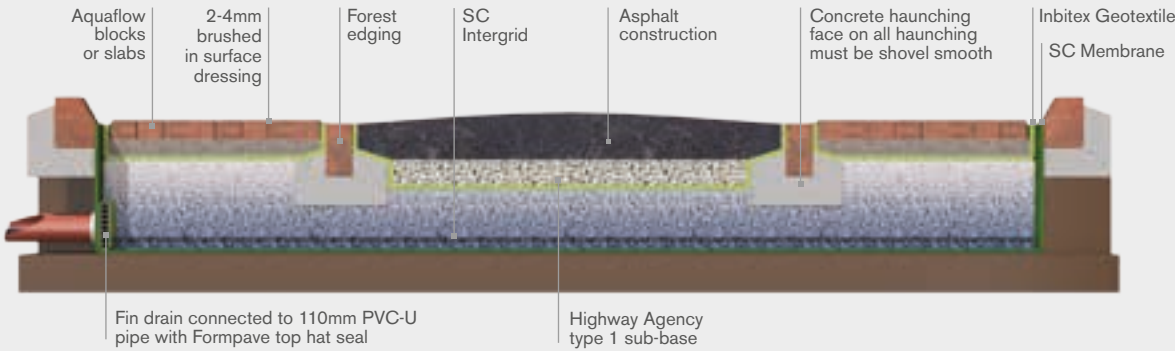 Aquaflow
blocks
or slabs
2-4mm
brushed
in surface
dressing
Forest
edging
SC
Intergrid
Asphalt
construction
Concrete haunching
face on all haunching
must be shovel smooth
Inbitex Geotextile
SC Membrane
Fin drain connected to 110mm PVC-U
pipe with Formpave top hat seal
Highway Agency
type 1 sub-base